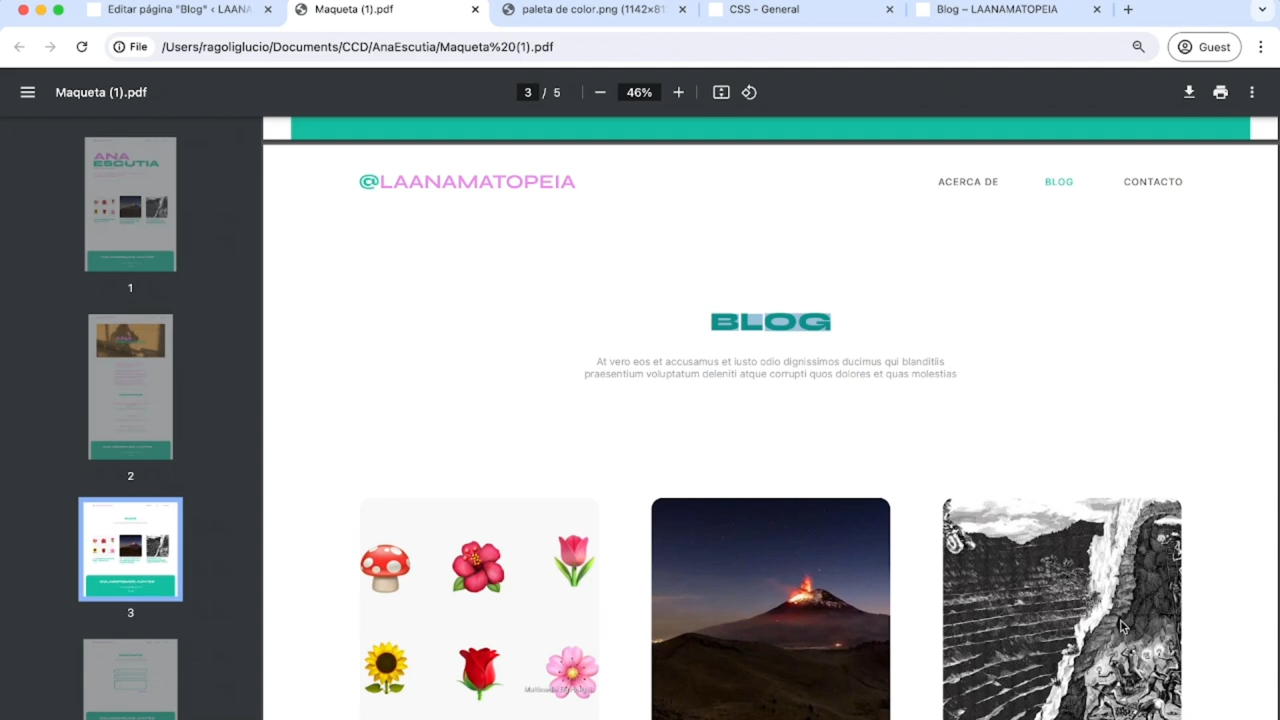 Editar página "Blog" ‹ LAANA
Maqueta (1).pdf
paleta de color.png (1142×81
CSS - General
Blog – LAANAMATOPEIA
File
/Users/ragoliglucio/Documents/CCD/AnaEscutia/Maqueta%20(1).pdf
Guest
Maqueta (1).pdf
3 / 5
46%
ANA
ESCUTIA
1
2
3
@LAANAMATOPEIA
ACERCA DE
BLOG
CONTACTO
BLOG
At vero eos et accusamus et iusto odio dignissimos ducimus qui blanditiis
praesentium voluptatum deleniti atque corrupti quos dolores et quas molestias